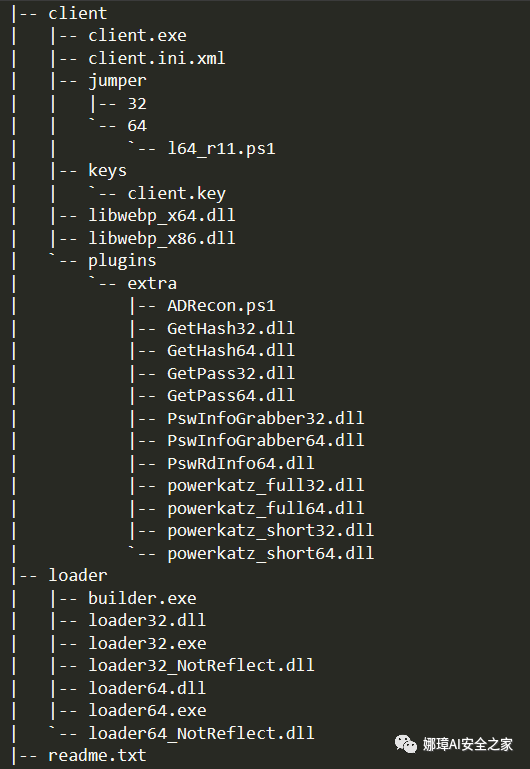 |-- client
|   |-- client.exe
|   |-- client.ini.xml
|   |-- jumper
|   |   |-- 32
|   |   `-- 64
|   |       `-- l64_r11.ps1
|   |-- keys
|   |   `-- client.key
|   |-- libwebp_x64.dll
|   |-- libwebp_x86.dll
|   `-- plugins
|       `-- extra
|           |-- ADRecon.ps1
|           |-- GetHash32.dll
|           |-- GetHash64.dll
|           |-- GetPass32.dll
|           |-- GetPass64.dll
|           |-- PswInfoGrabber32.dll
|           |-- PswInfoGrabber64.dll
|           |-- PswRdInfo64.dll
|           |-- powerkatz_full32.dll
|           |-- powerkatz_full64.dll
|           |-- powerkatz_short32.dll
|           `-- powerkatz_short64.dll
|-- loader
|   |-- builder.exe
|   |-- loader32.dll
|   |-- loader32.exe
|   |-- loader32_NotReflect.dll
|   |-- loader64.dll
|   |-- loader64.exe
|   `-- loader64_NotReflect.dll
|-- readme.txt
娜璋AI安全之家